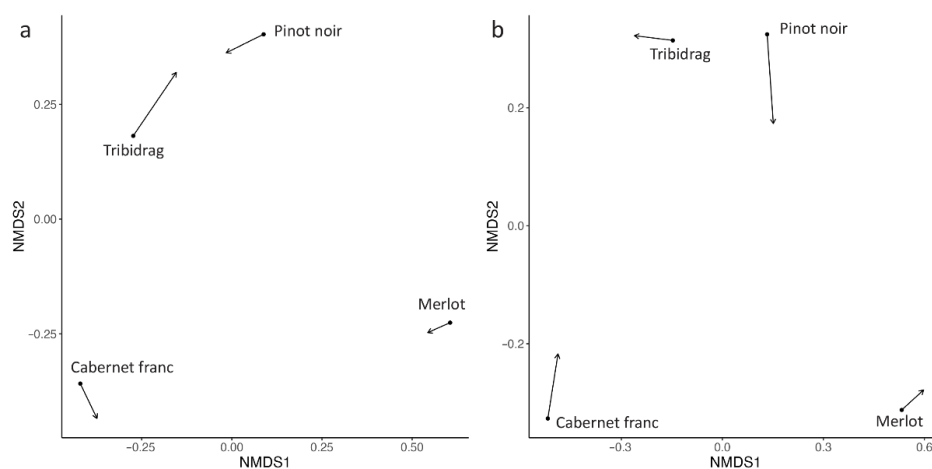 a
Pinot noir
0.25
Tribidrag
0.00
NMDS2
Merlot
−0.25
Cabernet franc
−0.25
0.00
0.25
0.50
NMDS1
b
Pinot noir
Tribidrag
0.2
0.0
NMDS2
−0.2
Cabernet franc
Merlot
−0.3
0.0
0.3
0.6
NMDS1